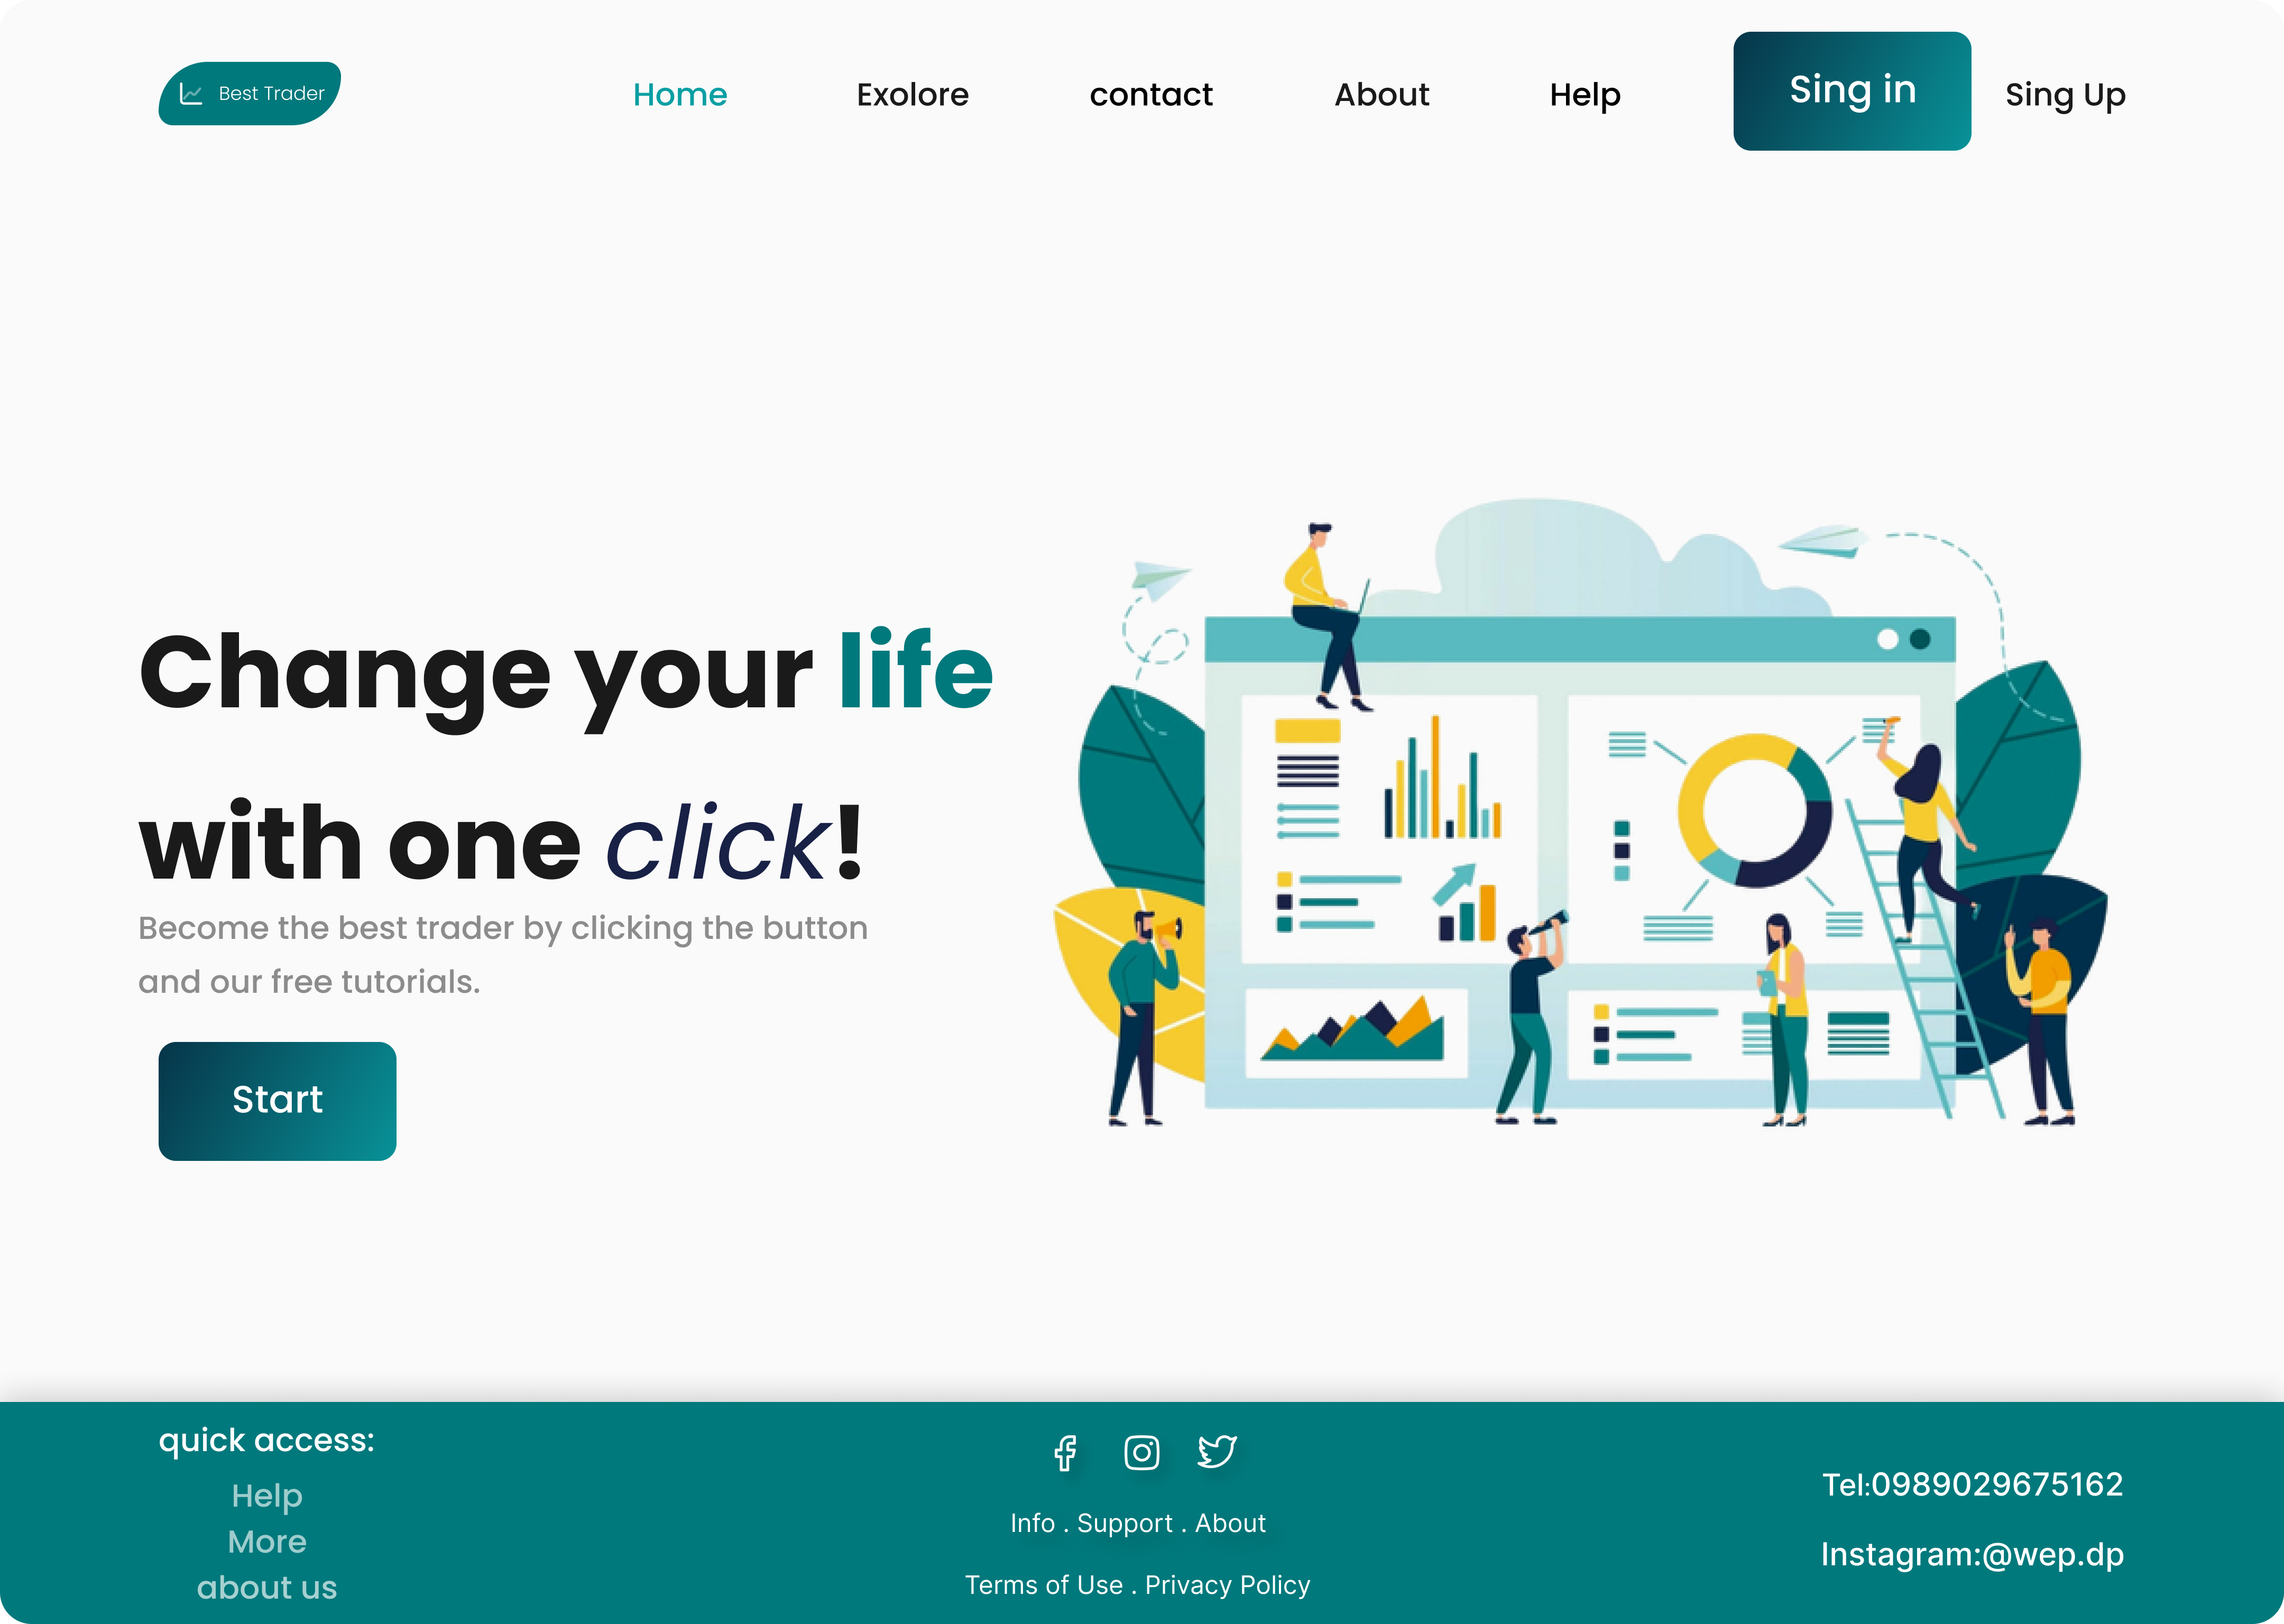 Best Trader
Home
Exolore
contact
About
Help
Sing in
Sing Up
Change your life
with one click!
Become the best trader by clicking the button
and our free tutorials.
Start
quick access:
Help
More
about us
Info . Support . About
Terms of Use . Privacy Policy
Tel:0989029675162
Instagram:@wep.dp